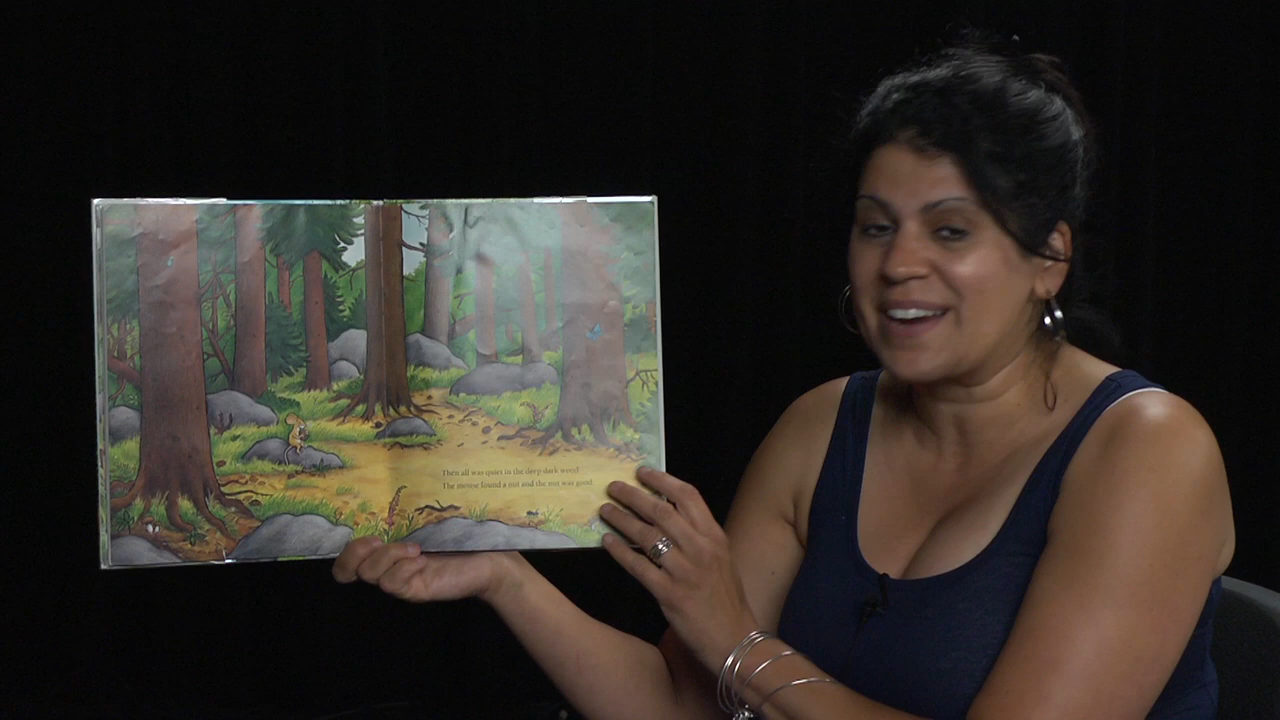 Then all was quiet in the deep dark wood.
The mouse found a nut and the nut was good.